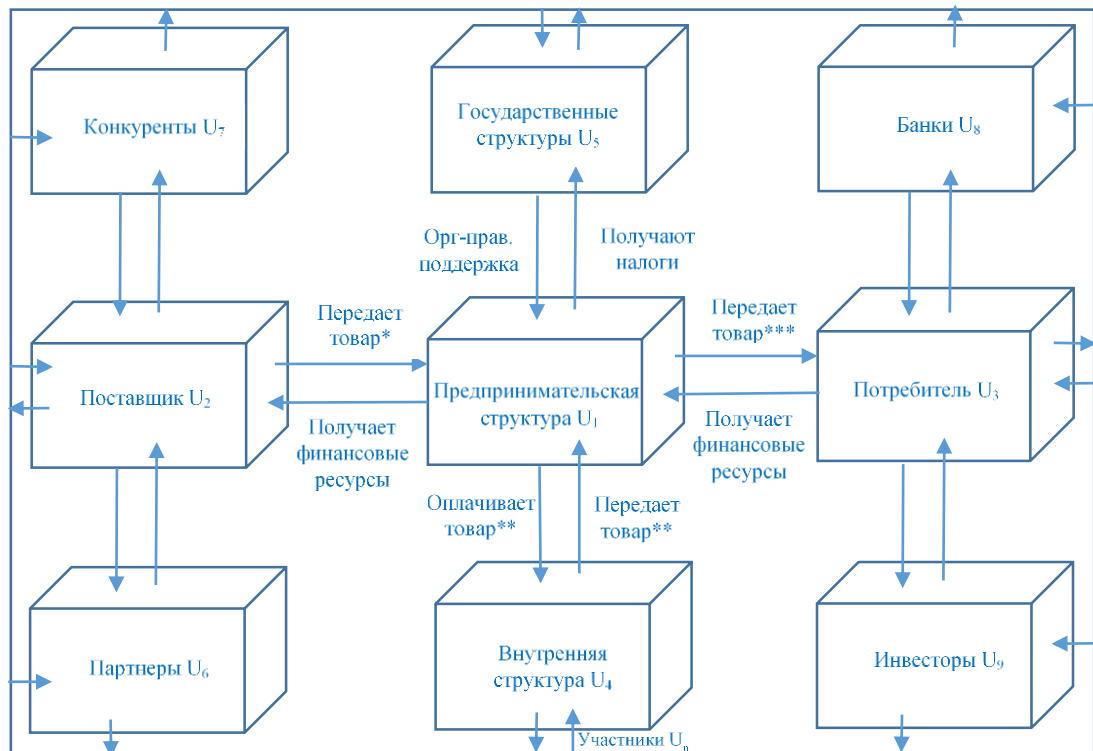 Конкуренты U₇
Государственные
структуры U₅
Банки U₈
Орг-прав.
поддержка
Получают
налоги
Передает
товар*
Передает
товар***
Поставщик U₂
Предпринимательская
структура U₁
Потребитель U₃
Получает
финансовые
ресурсы
Получает
финансовые
ресурсы
Оплачивает
товар**
Передает
товар**
Партнеры U₆
Внутренняя
структура U₄
Инвесторы U₉
Участники Uₙ